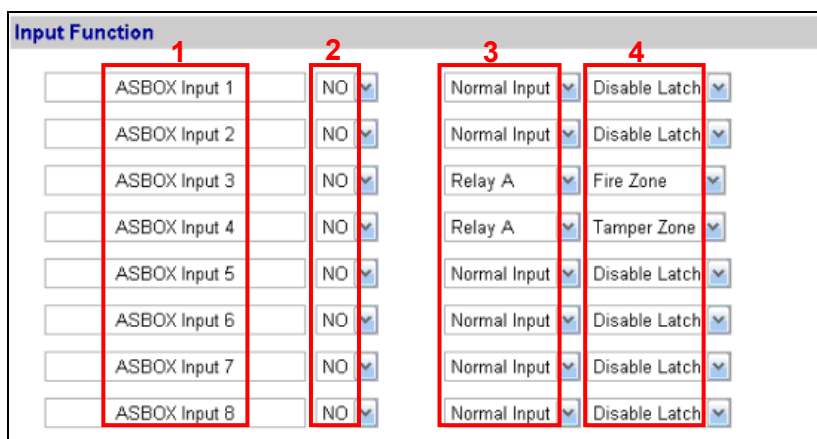 Input Function
1 2 3 4
ASBOX Input 1 NO Normal Input Disable Latch
ASBOX Input 2 NO Normal Input Disable Latch
ASBOX Input 3 NO Relay A Fire Zone
ASBOX Input 4 NO Relay A Tamper Zone
ASBOX Input 5 NO Normal Input Disable Latch
ASBOX Input 6 NO Normal Input Disable Latch
ASBOX Input 7 NO Normal Input Disable Latch
ASBOX Input 8 NO Normal Input Disable Latch